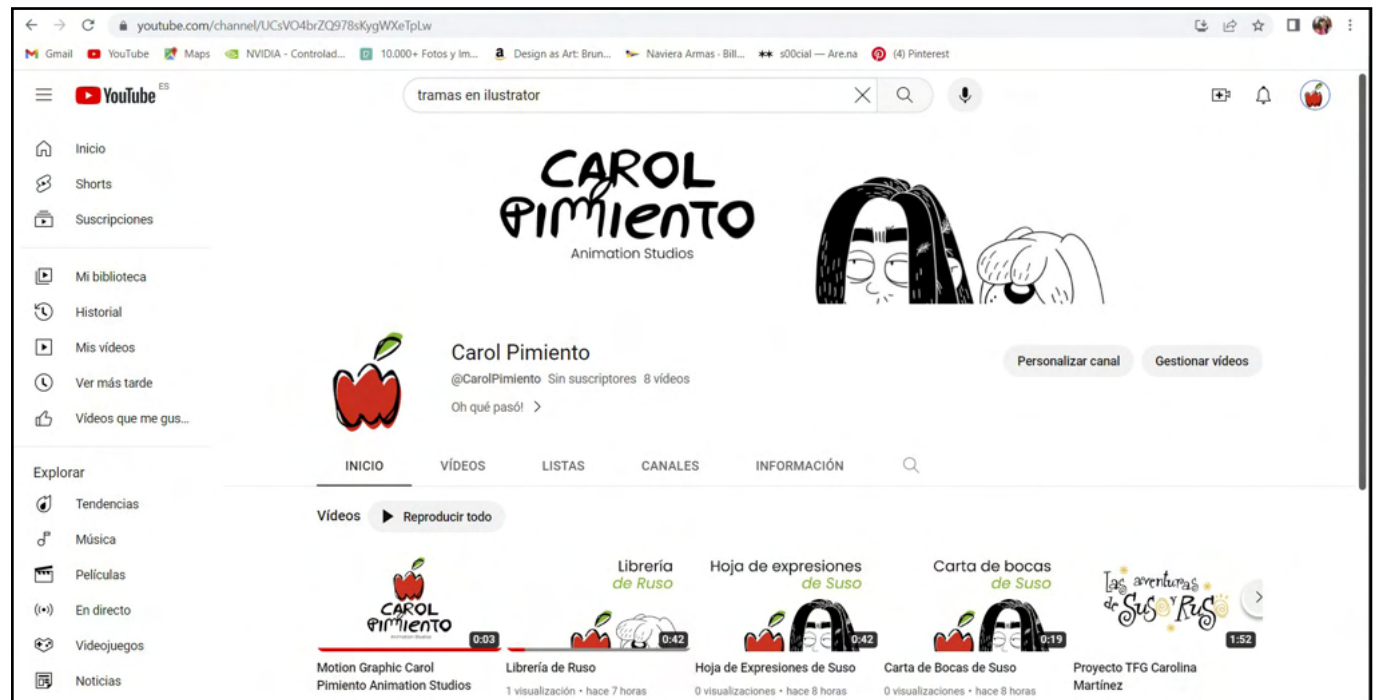 youtube.com/channel/UCsVO4brZQ978sKygWXeTpLw
Gmail YouTube Maps NVIDIA - Controlad... 10.000+ Fotos y Im... Design as Art: Brun... Naviera Armas - Bill... s00cial — Are.na (4) Pinterest
YouTube ES
tramas en ilustrator
Inicio
Shorts
Suscripciones
Mi biblioteca
Historial
Mis vídeos
Ver más tarde
Vídeos que me gus...
Explorar
Tendencias
Música
Películas
En directo
Videojuegos
Noticias
CAROL
PIMIENTO
Animation Studios
Carol Pimiento
@CarolPimiento Sin suscriptores 8 vídeos
Oh qué pasó!
Personalizar canal Gestionar vídeos
INICIO VÍDEOS LISTAS CANALES INFORMACIÓN
Vídeos Reproducir todo
CAROL
PIMIENTO
Animation Studios
0:03
Motion Graphic Carol
Pimiento Animation Studios
Librería
de Ruso
0:42
Librería de Ruso
1 visualización • hace 7 horas
Hoja de expresiones
de Suso
0:42
Hoja de Expresiones de Suso
0 visualizaciones • hace 8 horas
Carta de bocas
de Suso
0:19
Carta de Bocas de Suso
0 visualizaciones • hace 8 horas
Las aventuras
de Suso y Ruso
1:52
Proyecto TFG Carolina
Martínez